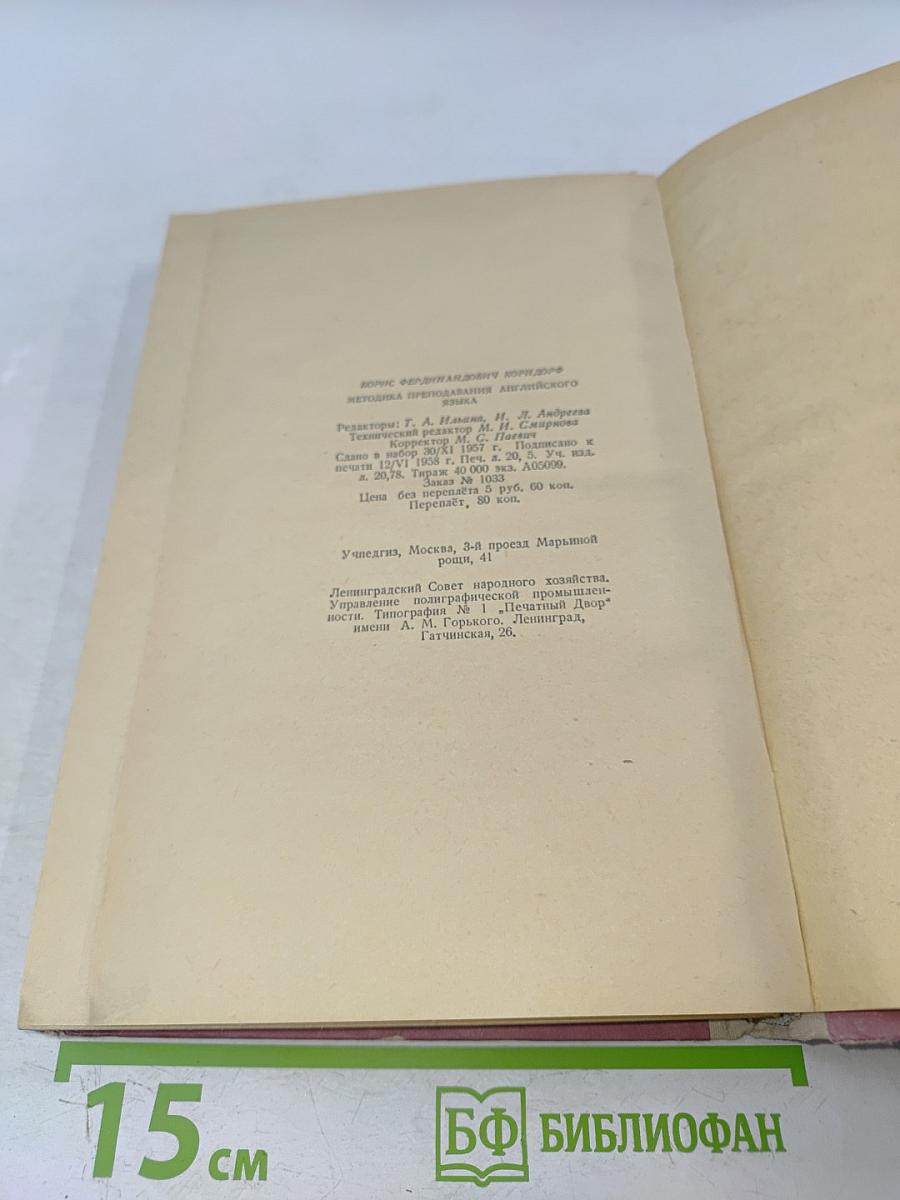 БОРИС ФЕРДИНАНДОВИЧ КОРНДОРФ
МЕТОДИКА ПРЕПОДАВАНИЯ АНГЛИЙСКОГО
ЯЗЫКА
Редакторы: Т. А. Ильина, И. Л. Андреева
Технический редактор М. И. Смирнова
Корректор М. С. Паевич
Сдано в набор 30/XI 1957 г. Подписано к
печати 12/VI 1958 г. Печ. л. 20, 5. Уч. изд.
л. 20,78. Тираж 40 000 экз. А05099.
Заказ № 1033
Цена без переплёта 5 руб. 60 коп.
Переплёт, 80 коп.
Учпедгиз, Москва, 3-й проезд Марьиной
рощи, 41
Ленинградский Совет народного хозяйства.
Управление полиграфической промышлен-
ности. Типография № 1 „Печатный Двор"
имени А. М. Горького. Ленинград,
Гатчинская, 26.
15 см
БФ БИБЛИОФАН